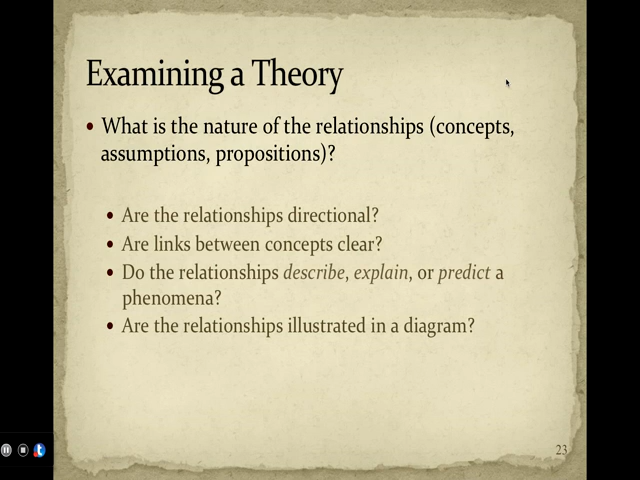 Examining a Theory
• What is the nature of the relationships (concepts,
assumptions, propositions)?
• Are the relationships directional?
• Are links between concepts clear?
• Do the relationships describe, explain, or predict a
phenomena?
• Are the relationships illustrated in a diagram?
23